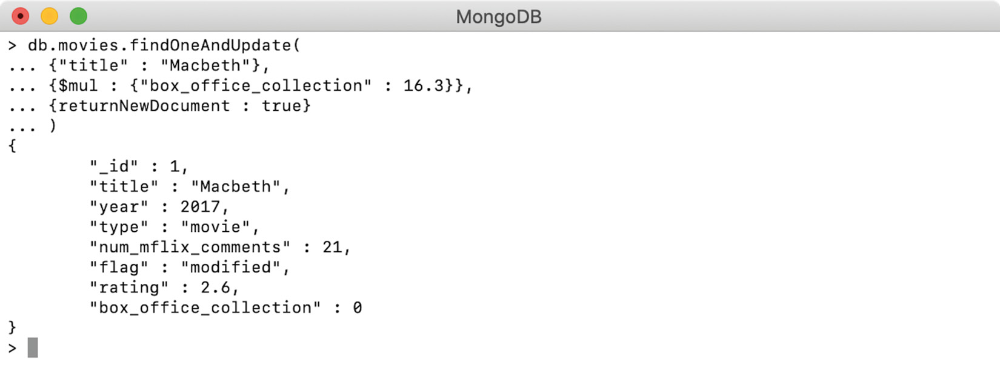 MongoDB
> db.movies.findOneAndUpdate(
... {"title" : "Macbeth"},
... {$mul : {"box_office_collection" : 16.3}},
... {returnNewDocument : true}
... )
{
        "_id" : 1,
        "title" : "Macbeth",
        "year" : 2017,
        "type" : "movie",
        "num_mflix_comments" : 21,
        "flag" : "modified",
        "rating" : 2.6,
        "box_office_collection" : 0
}
>